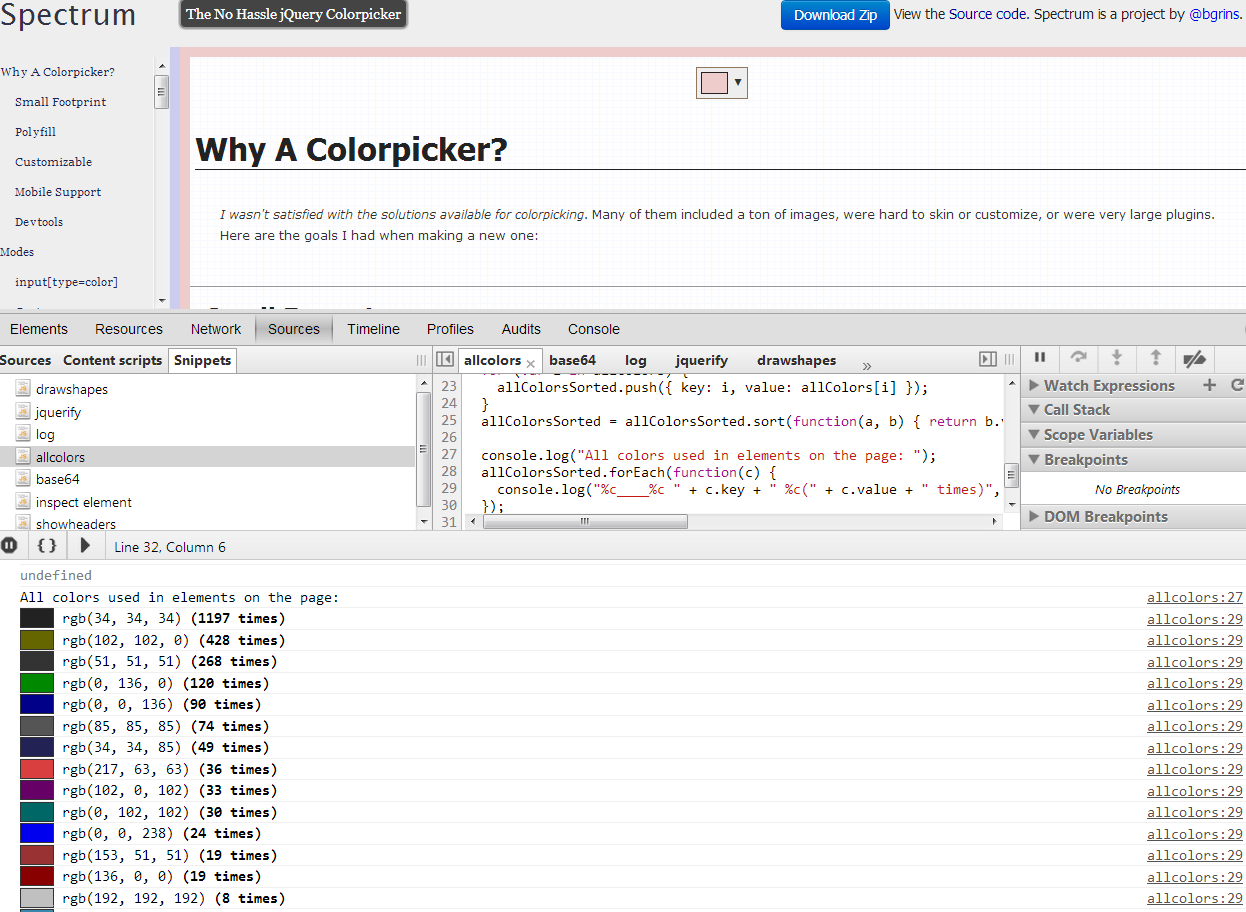 Spectrum
The No Hassle jQuery Colorpicker
Download Zip View the Source code. Spectrum is a project by @bgrins.
Why A Colorpicker?
Small Footprint
Polyfill
Customizable
Mobile Support
Devtools
Modes
input[type=color]
Why A Colorpicker?
I wasn't satisfied with the solutions available for colorpicking. Many of them included a ton of images, were hard to skin or customize, or were very large plugins.
Here are the goals I had when making a new one:
Elements Resources Network Sources Timeline Profiles Audits Console
Sources Content scripts Snippets
drawshapes
jquerify
log
allcolors
base64
inspect element
showheaders
allcolors × base64 log jquerify drawshapes »
23 allColorsSorted.push({ key: i, value: allColors[i] });
24 }
25 allColorsSorted = allColorsSorted.sort(function(a, b) { return b.
26
27 console.log("All colors used in elements on the page: ");
28 allColorsSorted.forEach(function(c) {
29 console.log("%c____%c " + c.key + " %c(" + c.value + " times)",
30 });
31
Watch Expressions
Call Stack
Scope Variables
Breakpoints
No Breakpoints
DOM Breakpoints
{ } Line 32, Column 6
undefined
All colors used in elements on the page: allcolors:27
rgb(34, 34, 34) (1197 times) allcolors:29
rgb(102, 102, 0) (428 times) allcolors:29
rgb(51, 51, 51) (268 times) allcolors:29
rgb(0, 136, 0) (120 times) allcolors:29
rgb(0, 0, 136) (90 times) allcolors:29
rgb(85, 85, 85) (74 times) allcolors:29
rgb(34, 34, 85) (49 times) allcolors:29
rgb(217, 63, 63) (36 times) allcolors:29
rgb(102, 0, 102) (33 times) allcolors:29
rgb(0, 102, 102) (30 times) allcolors:29
rgb(0, 0, 238) (24 times) allcolors:29
rgb(153, 51, 51) (19 times) allcolors:29
rgb(136, 0, 0) (19 times) allcolors:29
rgb(192, 192, 192) (8 times) allcolors:29